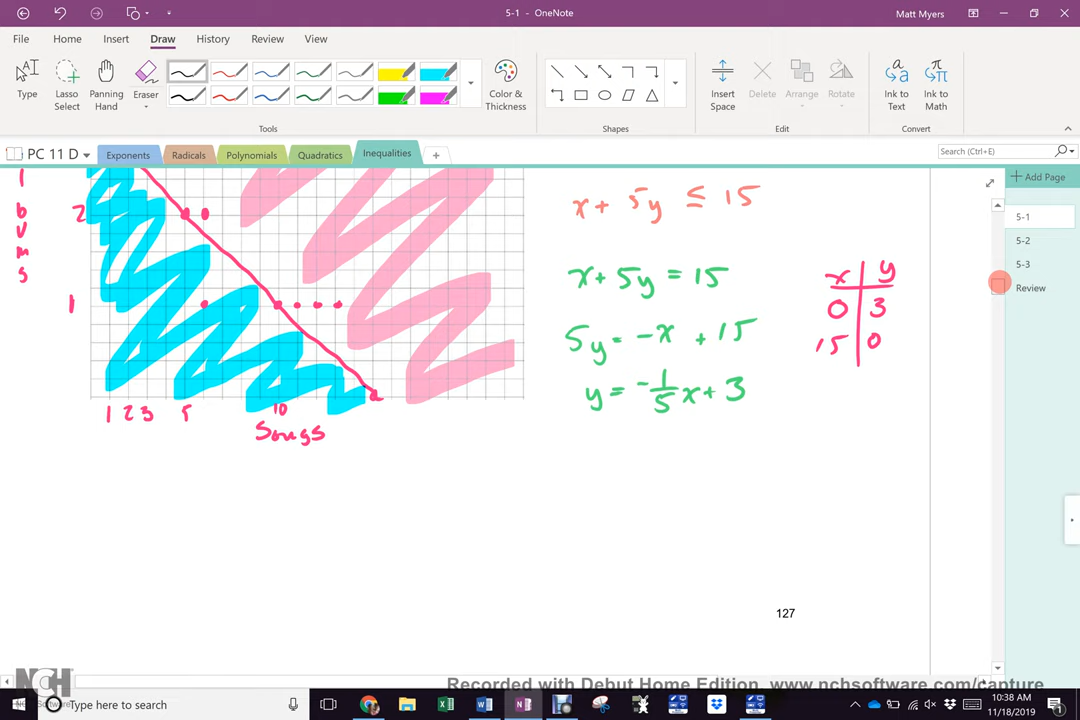 5-1 - OneNote
Matt Myers
File Home Insert Draw History Review View
Type
Lasso Select
Panning Hand
Eraser
Color & Thickness
Insert Space
Delete
Arrange
Rotate
Ink to Text
Ink to Math
Tools
Shapes
Edit
Convert
PC 11 D
Exponents Radicals Polynomials Quadratics Inequalities
Search (Ctrl+E)
Add Page
5-1
5-2
5-3
Review
l
b
u
m
s
2
1
1 2 3 5 10
Songs
x + 5y ≤ 15
x + 5y = 15
5y = -x + 15
y = -1/5 x + 3
x y
0 3
15 0
127
NCH Software
Recorded with Debut Home Edition www.nchsoftware.com/capture
Type here to search
10:38 AM
11/18/2019